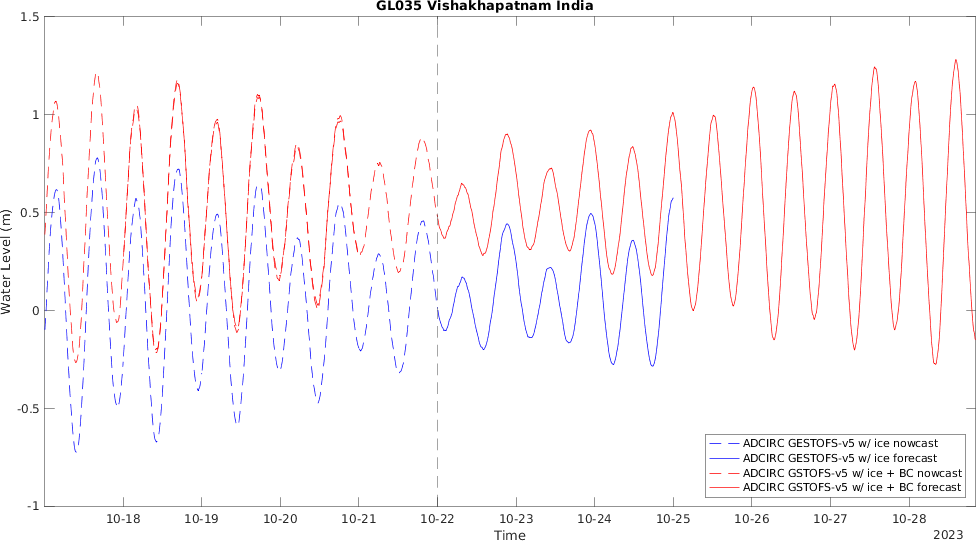 GL035 Vishakhapatnam India
1.5
1
0.5
0
-0.5
-1
Water Level (m)
ADCIRC GESTOFS-v5 w/ ice nowcast
ADCIRC GESTOFS-v5 w/ ice forecast
ADCIRC GSTOFS-v5 w/ ice + BC nowcast
ADCIRC GSTOFS-v5 w/ ice + BC forecast
10-18 10-19 10-20 10-21 10-22 10-23 10-24 10-25 10-26 10-27 10-28
Time
2023